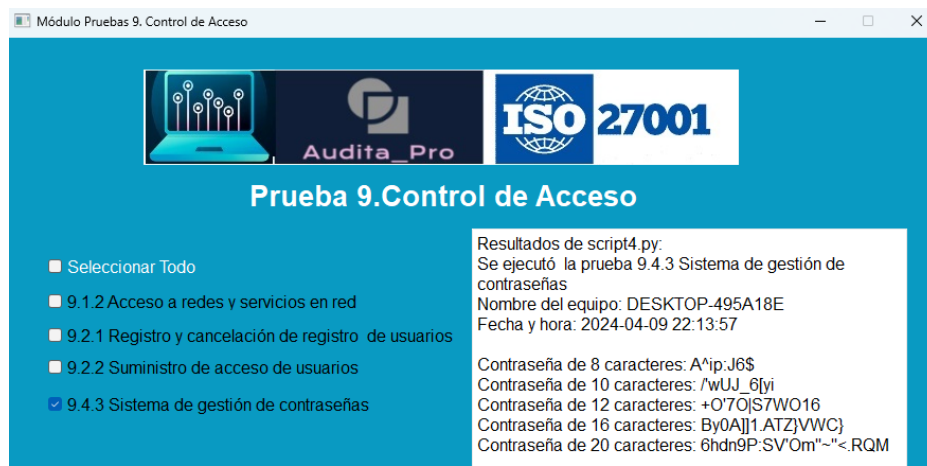 Módulo Pruebas 9. Control de Acceso
Audita_Pro
ISO 27001
Prueba 9.Control de Acceso
Seleccionar Todo
9.1.2 Acceso a redes y servicios en red
9.2.1 Registro y cancelación de registro de usuarios
9.2.2 Suministro de acceso de usuarios
9.4.3 Sistema de gestión de contraseñas
Resultados de script4.py:
Se ejecutó la prueba 9.4.3 Sistema de gestión de
contraseñas
Nombre del equipo: DESKTOP-495A18E
Fecha y hora: 2024-04-09 22:13:57
Contraseña de 8 caracteres: A^ip:J6$
Contraseña de 10 caracteres: /'wUJ_6[yi
Contraseña de 12 caracteres: +O'7O|S7WO16
Contraseña de 16 caracteres: By0A]]1.ATZ}VWC}
Contraseña de 20 caracteres: 6hdn9P:SV'Om"~"<.RQM